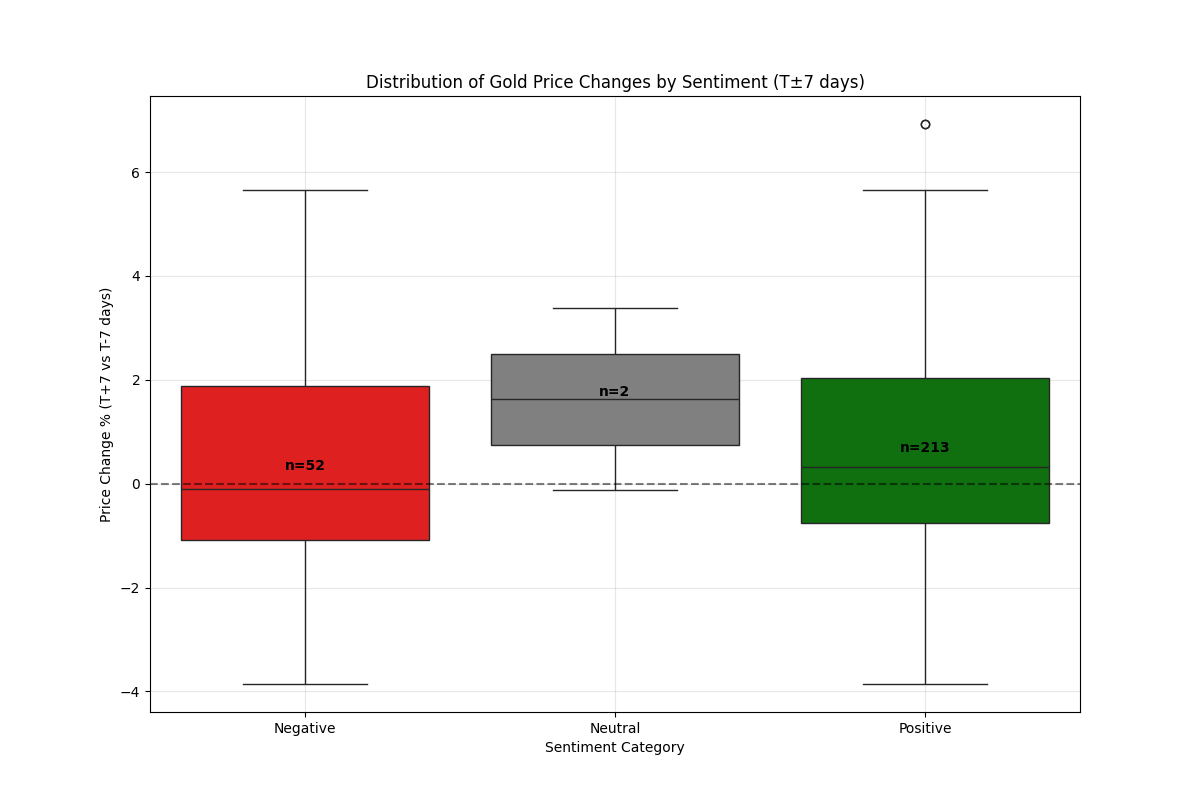 Distribution of Gold Price Changes by Sentiment (T±7 days)
Price Change % (T+7 vs T-7 days)
6
4
2
0
−2
−4
n=52
n=2
n=213
Negative
Neutral
Positive
Sentiment Category